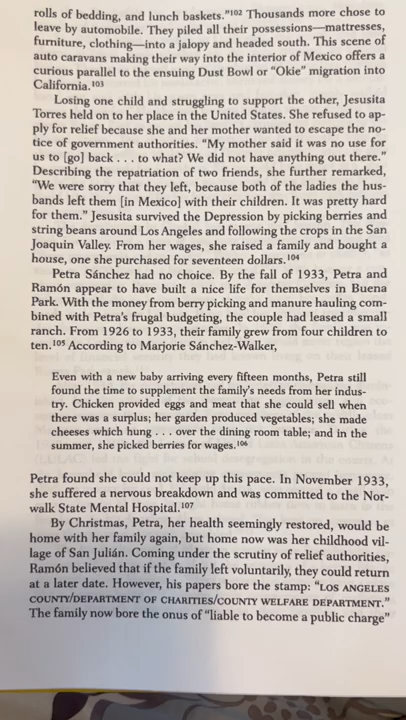 rolls of bedding, and lunch baskets."¹⁰² Thousands more chose to
leave by automobile. They piled all their possessions—mattresses,
furniture, clothing—into a jalopy and headed south. This scene of
auto caravans making their way into the interior of Mexico offers a
curious parallel to the ensuing Dust Bowl or "Okie" migration into
California.¹⁰³
Losing one child and struggling to support the other, Jesusita
Torres held on to her place in the United States. She refused to ap-
ply for relief because she and her mother wanted to escape the no-
tice of government authorities. "My mother said it was no use for
us to [go] back . . . to what? We did not have anything out there."
Describing the repatriation of two friends, she further remarked,
"We were sorry that they left, because both of the ladies the hus-
bands left them [in Mexico] with their children. It was pretty hard
for them." Jesusita survived the Depression by picking berries and
string beans around Los Angeles and following the crops in the San
Joaquin Valley. From her wages, she raised a family and bought a
house, one she purchased for seventeen dollars.¹⁰⁴
Petra Sánchez had no choice. By the fall of 1933, Petra and
Ramón appear to have built a nice life for themselves in Buena
Park. With the money from berry picking and manure hauling com-
bined with Petra's frugal budgeting, the couple had leased a small
ranch. From 1926 to 1933, their family grew from four children to
ten.¹⁰⁵ According to Marjorie Sánchez-Walker,
Even with a new baby arriving every fifteen months, Petra still
found the time to supplement the family's needs from her indus-
try. Chicken provided eggs and meat that she could sell when
there was a surplus; her garden produced vegetables; she made
cheeses which hung . . . over the dining room table; and in the
summer, she picked berries for wages.¹⁰⁶
Petra found she could not keep up this pace. In November 1933,
she suffered a nervous breakdown and was committed to the Nor-
walk State Mental Hospital.¹⁰⁷
By Christmas, Petra, her health seemingly restored, would be
home with her family again, but home now was her childhood vil-
lage of San Julián. Coming under the scrutiny of relief authorities,
Ramón believed that if the family left voluntarily, they could return
at a later date. However, his papers bore the stamp: "LOS ANGELES
COUNTY/DEPARTMENT OF CHARITIES/COUNTY WELFARE DEPARTMENT."
The family now bore the onus of "liable to become a public charge"